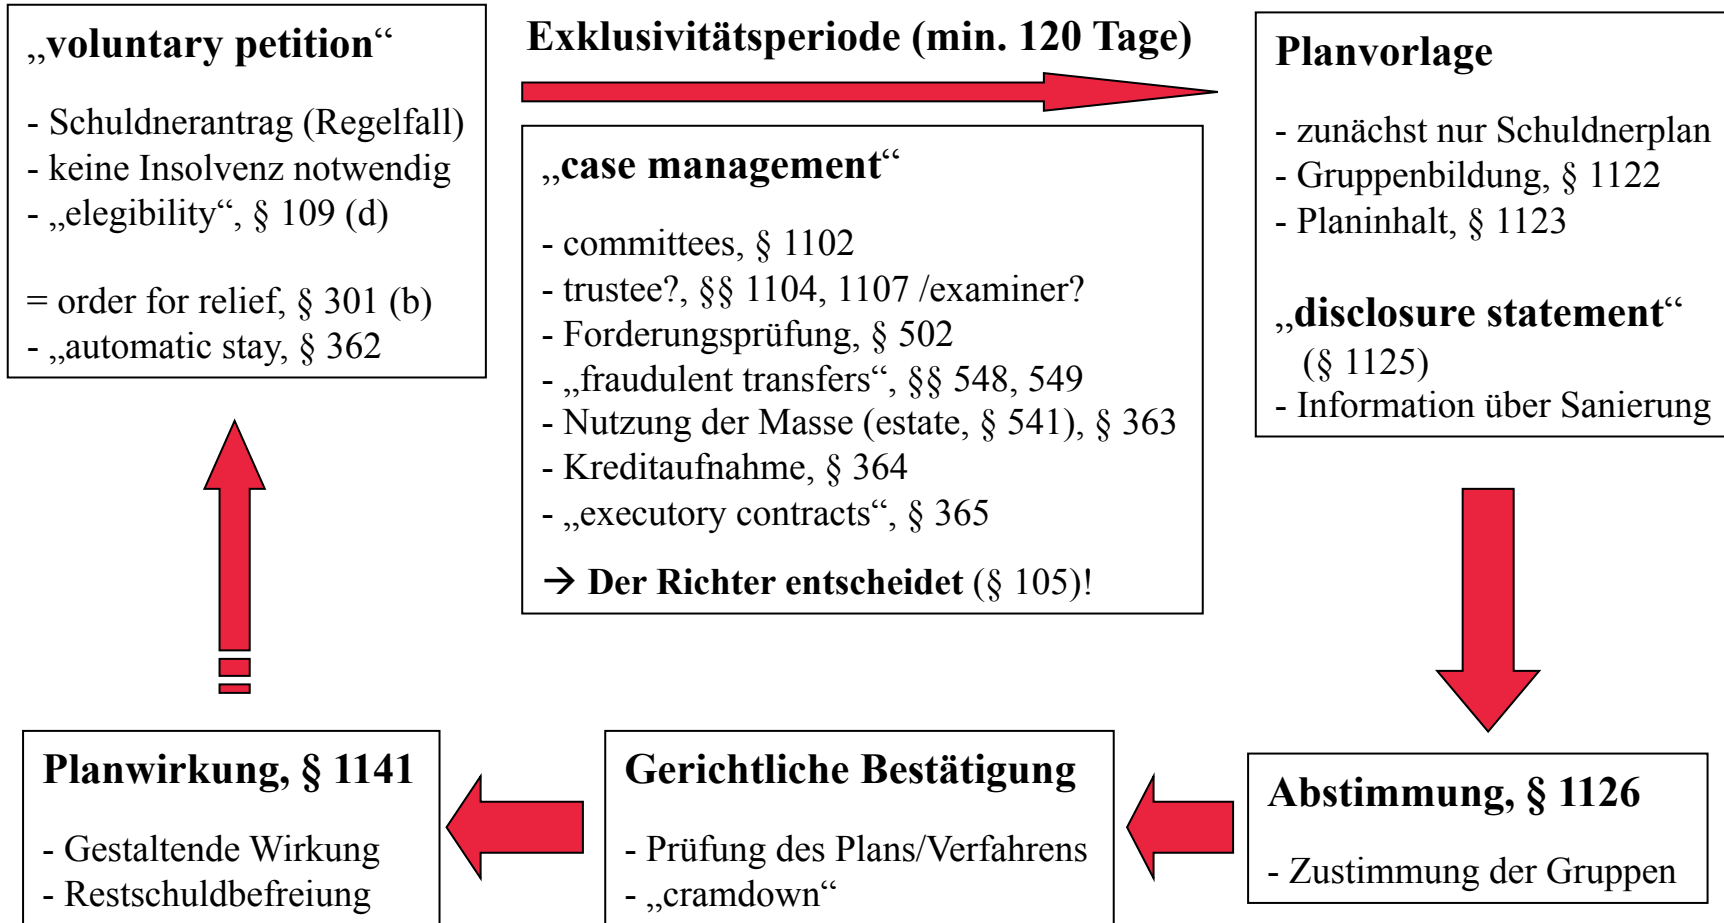 „voluntary petition“
- Schuldnerantrag (Regelfall)
- keine Insolvenz notwendig
- „elegibility“, § 109 (d)
= order for relief, § 301 (b)
- „automatic stay, § 362
Exklusivitätsperiode (min. 120 Tage)
„case management“
- committees, § 1102
- trustee?, §§ 1104, 1107 /examiner?
- Forderungsprüfung, § 502
- „fraudulent transfers“, §§ 548, 549
- Nutzung der Masse (estate, § 541), § 363
- Kreditaufnahme, § 364
- „executory contracts“, § 365
→ Der Richter entscheidet (§ 105)!
Planvorlage
- zunächst nur Schuldnerplan
- Gruppenbildung, § 1122
- Planinhalt, § 1123
„disclosure statement“
(§ 1125)
- Information über Sanierung
Abstimmung, § 1126
- Zustimmung der Gruppen
Gerichtliche Bestätigung
- Prüfung des Plans/Verfahrens
- „cramdown“
Planwirkung, § 1141
- Gestaltende Wirkung
- Restschuldbefreiung